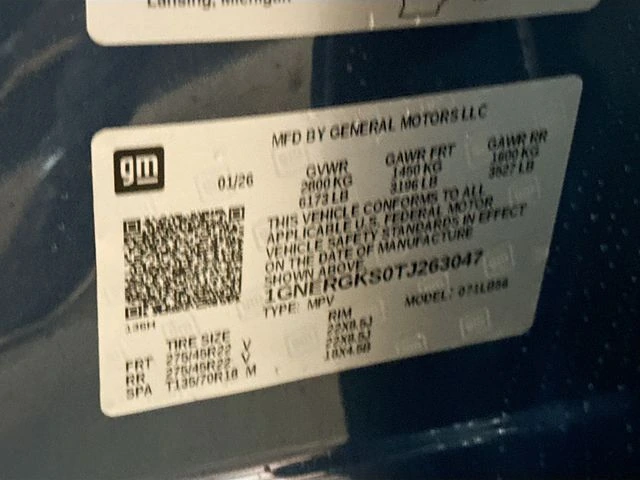 Lansing, Michigan
MFD BY GENERAL MOTORS LLC
gm
01/26
GVWR GAWR FRT GAWR RR
2800 KG 1450 KG 1600 KG
6173 LB 3196 LB 3527 LB
THIS VEHICLE CONFORMS TO ALL
APPLICABLE U.S. FEDERAL MOTOR
VEHICLE SAFETY STANDARDS IN EFFECT
ON THE DATE OF MANUFACTURE
SHOWN ABOVE
1GNERGKS0TJ263047
TYPE: MPV MODEL:
TIRE SIZE RIM
FRT 275/45R22 V 22X8.5J
RR 275/45R22 V 22X8.5J
SPA T135/70R18 M 18X4.5B